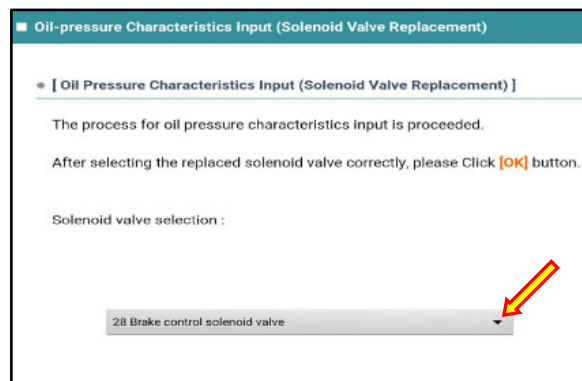 Oil-pressure Characteristics Input (Solenoid Valve Replacement)
[ Oil Pressure Characteristics Input (Solenoid Valve Replacement) ]
The process for oil pressure characteristics input is proceeded.
After selecting the replaced solenoid valve correctly, please Click [OK] button.
Solenoid valve selection :
28 Brake control solenoid valve